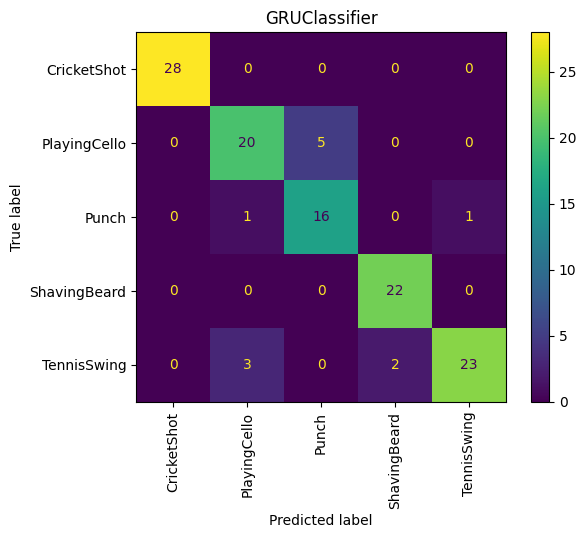 GRUClassifier
True label
CricketShot 28 0 0 0 0
PlayingCello 0 20 5 0 0
Punch 0 1 16 0 1
ShavingBeard 0 0 0 22 0
TennisSwing 0 3 0 2 23
CricketShot PlayingCello Punch ShavingBeard TennisSwing
Predicted label
25
20
15
10
5
0